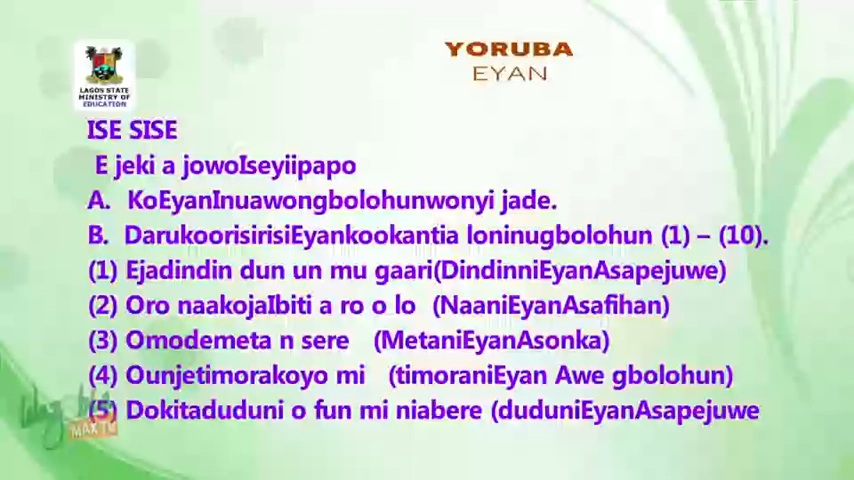 YORUBA
EYAN
LAGOS STATE
MINISTRY OF
EDUCATION
ISE SISE
E jeki a jowoIseyiipapo
A. KoEyanInuawongbolohunwonyi jade.
B. DarukoorisirisiEyankookantia loninugbolohun (1) – (10).
(1) Ejadindin dun un mu gaari(DindinniEyanAsapejuwe)
(2) Oro naakojaIbiti a ro o lo (NaaniEyanAsafihan)
(3) Omodemeta n sere (MetaniEyanAsonka)
(4) Ounjetimorakoyo mi (timoraniEyan Awe gbolohun)
(5) Dokitaduduni o fun mi niabere (duduniEyanAsapejuwe
MAX TV